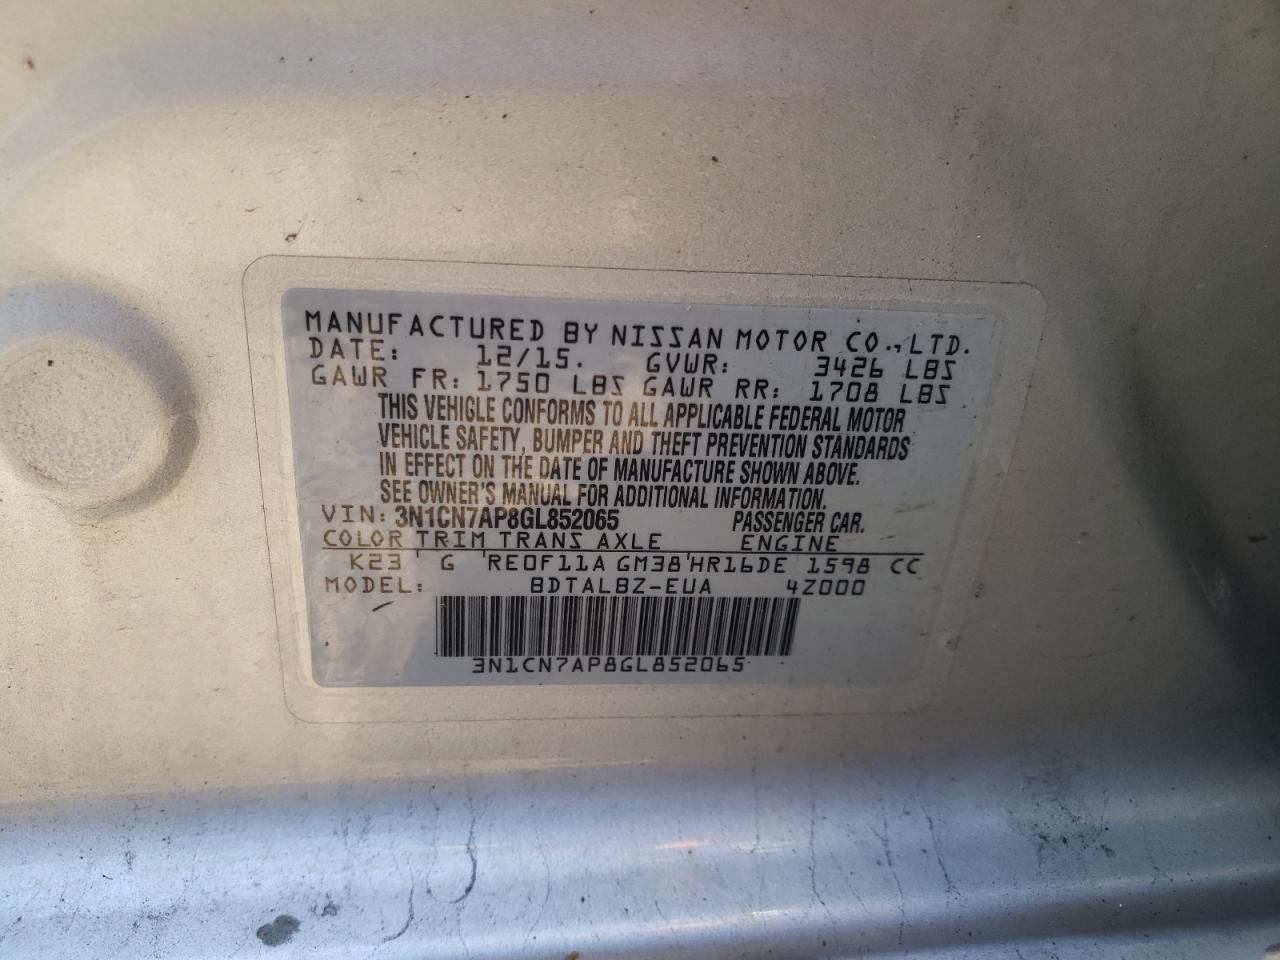 MANUFACTURED BY NISSAN MOTOR CO., LTD.
DATE: 12/15. GVWR: 3426 LBS
GAWR FR: 1750 LBS GAWR RR: 1708 LBS
THIS VEHICLE CONFORMS TO ALL APPLICABLE FEDERAL MOTOR
VEHICLE SAFETY, BUMPER AND THEFT PREVENTION STANDARDS
IN EFFECT ON THE DATE OF MANUFACTURE SHOWN ABOVE.
SEE OWNER'S MANUAL FOR ADDITIONAL INFORMATION.
VIN: 3N1CN7AP8GL852065 PASSENGER CAR.
COLOR TRIM TRANS AXLE ENGINE
K23 G RE0F11A GM38 HR16DE 1598 CC
MODEL: BDTALBZ-EUA 4Z000
3N1CN7AP8GL852065